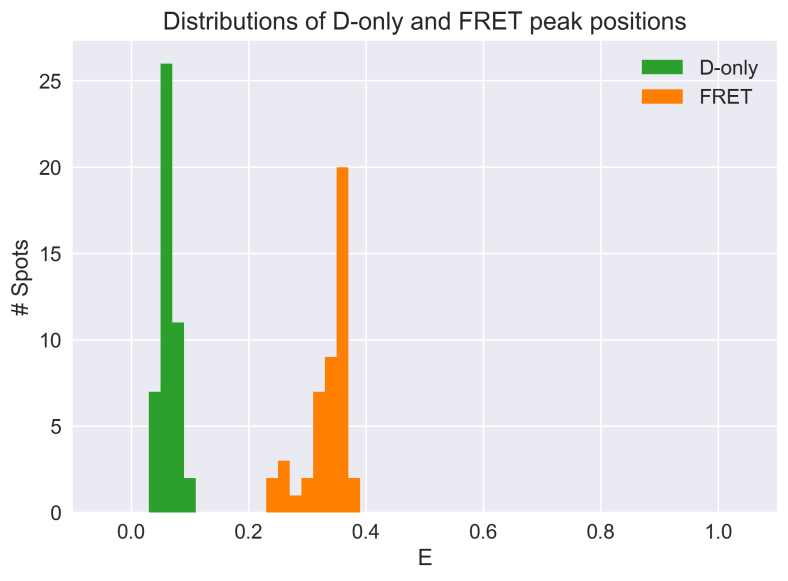 Distributions of D-only and FRET peak positions
D-only
FRET
# Spots
25
20
15
10
5
0
0.0 0.2 0.4 0.6 0.8 1.0
E